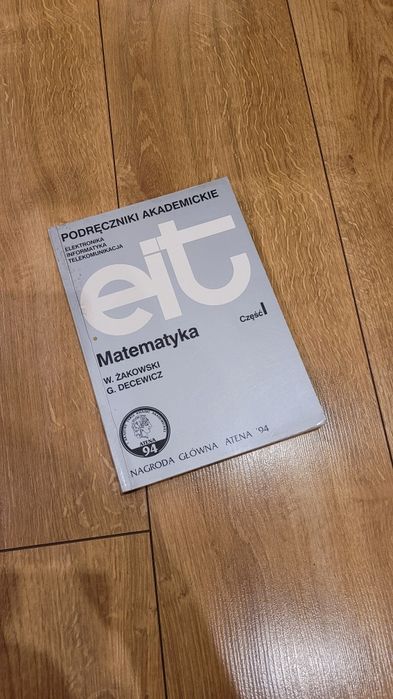 PODRĘCZNIKI AKADEMICKIE
ELEKTRONIKA
INFORMATYKA
TELEKOMUNIKACJA
eit
Matematyka
Część I
W. ŻAKOWSKI
G. DECEWICZ
ATENA
94
NAGRODA GŁÓWNA ATENA '94